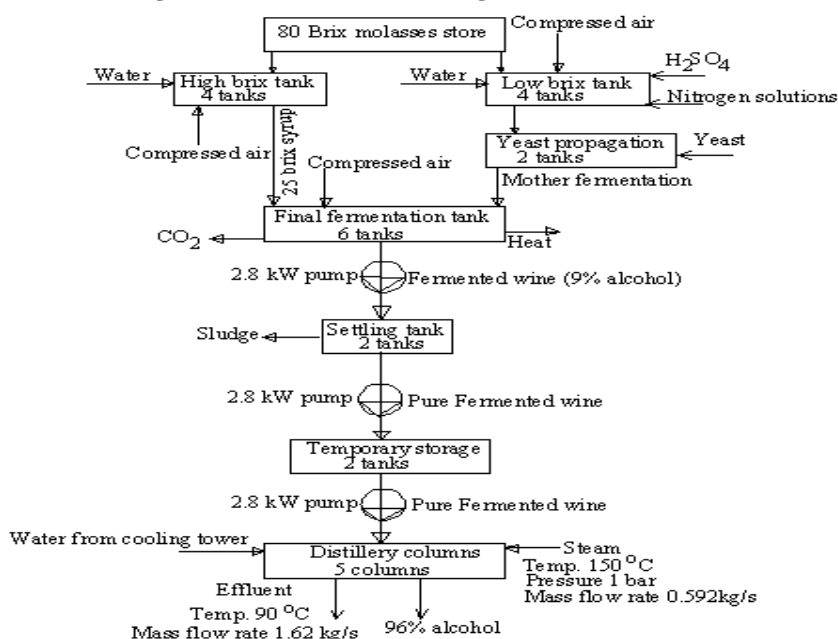 80 Brix molasses store
Compressed air
Water
High brix tank
4 tanks
Water
Low brix tank
4 tanks
H2SO4
Nitrogen solutions
Compressed air
25 brix syrup
Compressed air
Yeast propagation
2 tanks
Yeast
Mother fermentation
Final fermentation tank
6 tanks
CO2
Heat
2.8 kW pump
Fermented wine (9% alcohol)
Sludge
Settling tank
2 tanks
2.8 kW pump
Pure Fermented wine
Temporary storage
2 tanks
2.8 kW pump
Pure Fermented wine
Water from cooling tower
Distillery columns
5 columns
Steam
Temp. 150 °C
Pressure 1 bar
Mass flow rate 0.592kg/s
Effluent
Temp. 90 °C
Mass flow rate 1.62 kg/s
96% alcohol